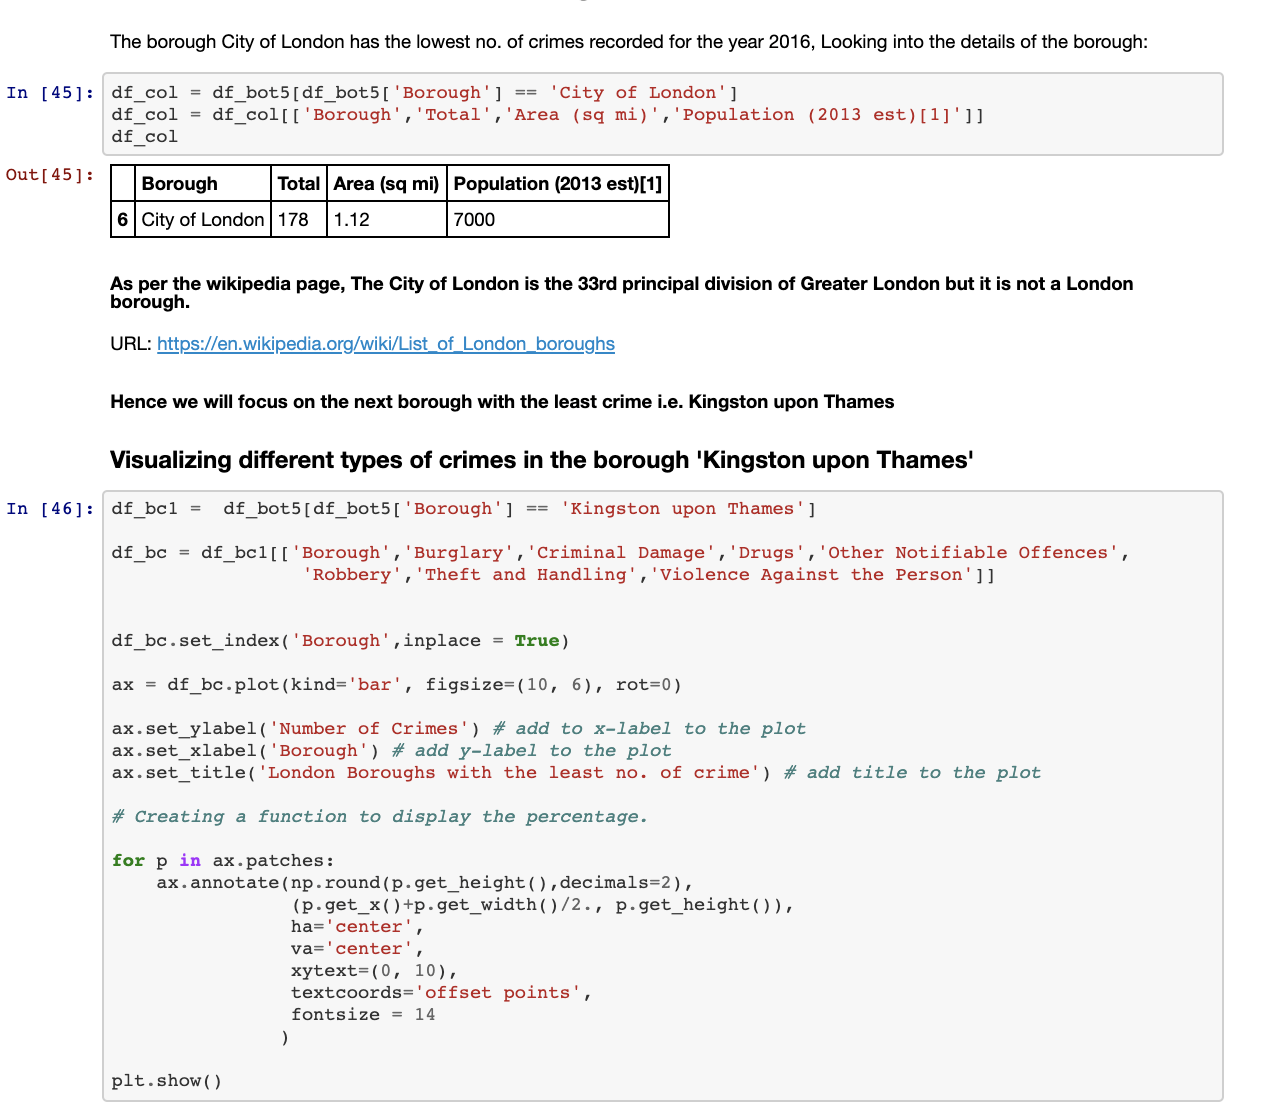 The borough City of London has the lowest no. of crimes recorded for the year 2016, Looking into the details of the borough:
In [45]: df_col = df_bot5[df_bot5['Borough'] == 'City of London']
df_col = df_col[['Borough','Total','Area (sq mi)','Population (2013 est)[1]']]
df_col
Out[45]:
Borough Total Area (sq mi) Population (2013 est)[1]
6 City of London 178 1.12 7000
As per the wikipedia page, The City of London is the 33rd principal division of Greater London but it is not a London
borough.
URL: https://en.wikipedia.org/wiki/List_of_London_boroughs
Hence we will focus on the next borough with the least crime i.e. Kingston upon Thames
Visualizing different types of crimes in the borough 'Kingston upon Thames'
In [46]: df_bc1 =  df_bot5[df_bot5['Borough'] == 'Kingston upon Thames']
df_bc = df_bc1[['Borough','Burglary','Criminal Damage','Drugs','Other Notifiable Offences',
'Robbery','Theft and Handling','Violence Against the Person']]
df_bc.set_index('Borough',inplace = True)
ax = df_bc.plot(kind='bar', figsize=(10, 6), rot=0)
ax.set_ylabel('Number of Crimes') # add to x-label to the plot
ax.set_xlabel('Borough') # add y-label to the plot
ax.set_title('London Boroughs with the least no. of crime') # add title to the plot
# Creating a function to display the percentage.
for p in ax.patches:
ax.annotate(np.round(p.get_height(),decimals=2),
(p.get_x()+p.get_width()/2., p.get_height()),
ha='center',
va='center',
xytext=(0, 10),
textcoords='offset points',
fontsize = 14
)
plt.show()